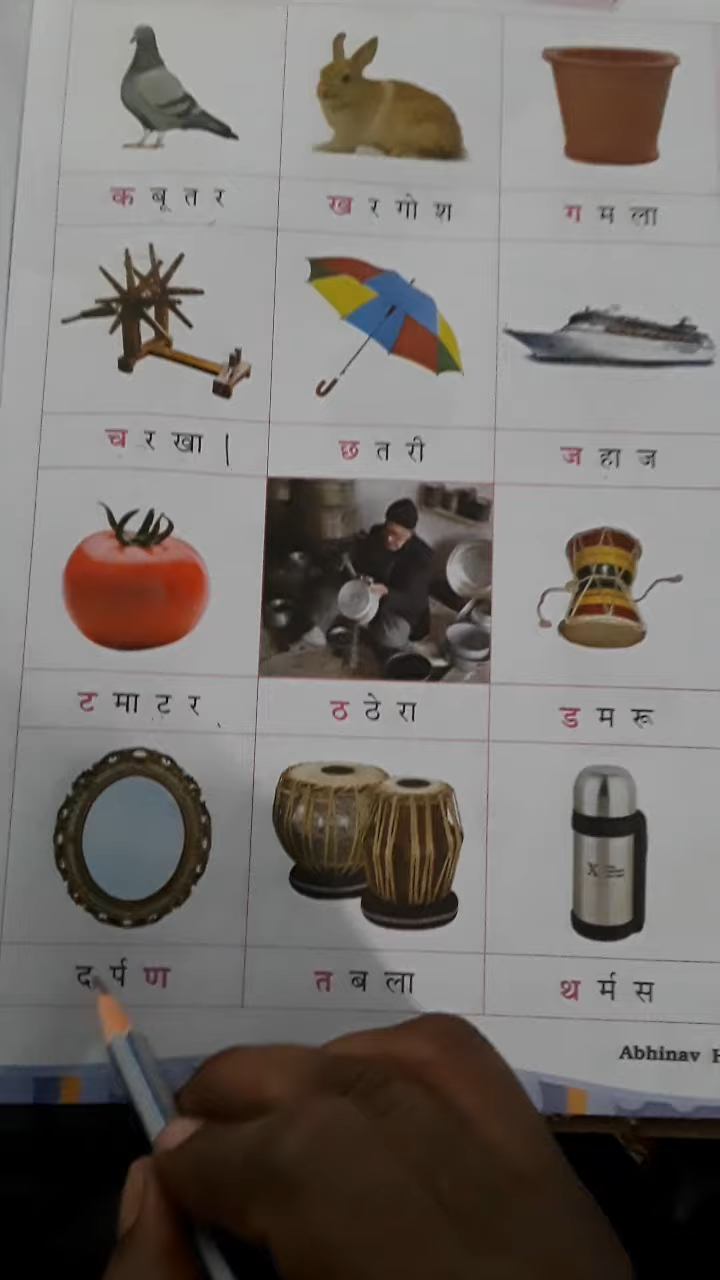 क बू त र
ख र गो श
ग म ला
च र खा |
छ त री
ज हा ज
ट मा ट र
ठ ठे रा
ड म रू
द र्प ण
त ब ला
थ र्म स
Abhinav